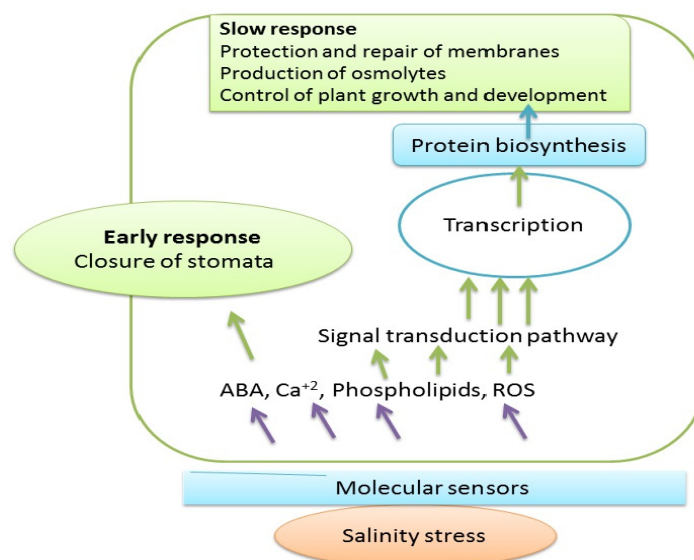 Slow response
Protection and repair of membranes
Production of osmolytes
Control of plant growth and development
Protein biosynthesis
Transcription
Early response
Closure of stomata
Signal transduction pathway
ABA, Ca⁺², Phospholipids, ROS
Molecular sensors
Salinity stress